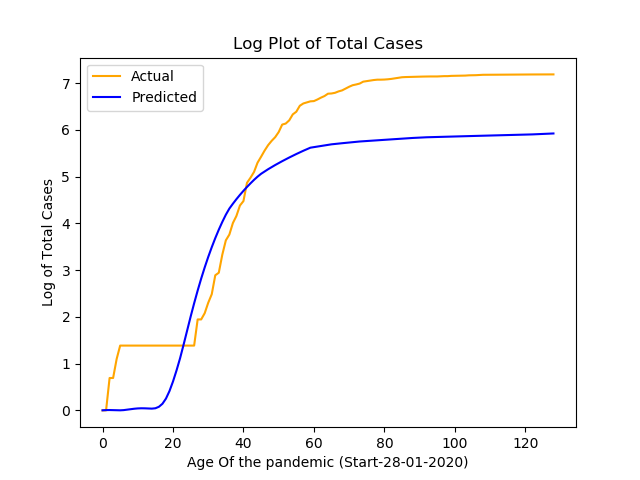 Log Plot of Total Cases
Actual
Predicted
7
6
5
4
3
2
1
0
Log of Total Cases
0 20 40 60 80 100 120
Age Of the pandemic (Start-28-01-2020)